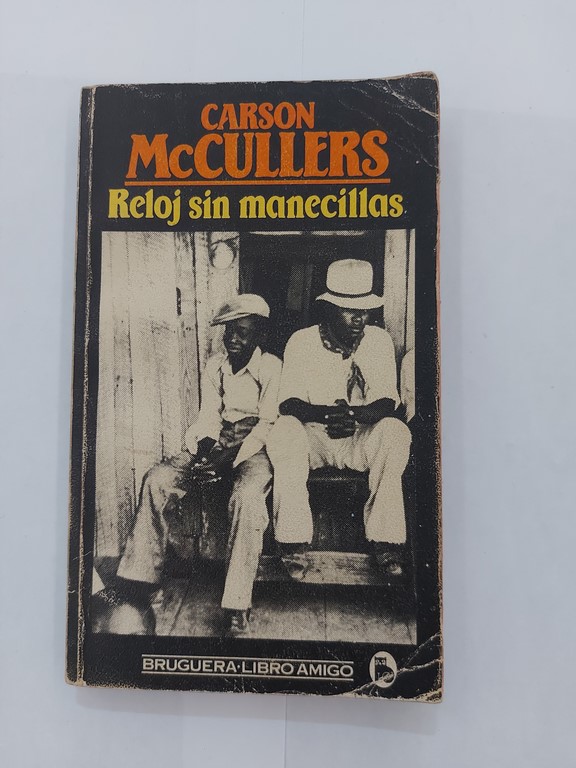 CARSON
McCULLERS
Reloj sin manecillas
BRUGUERA·LIBRO AMIGO